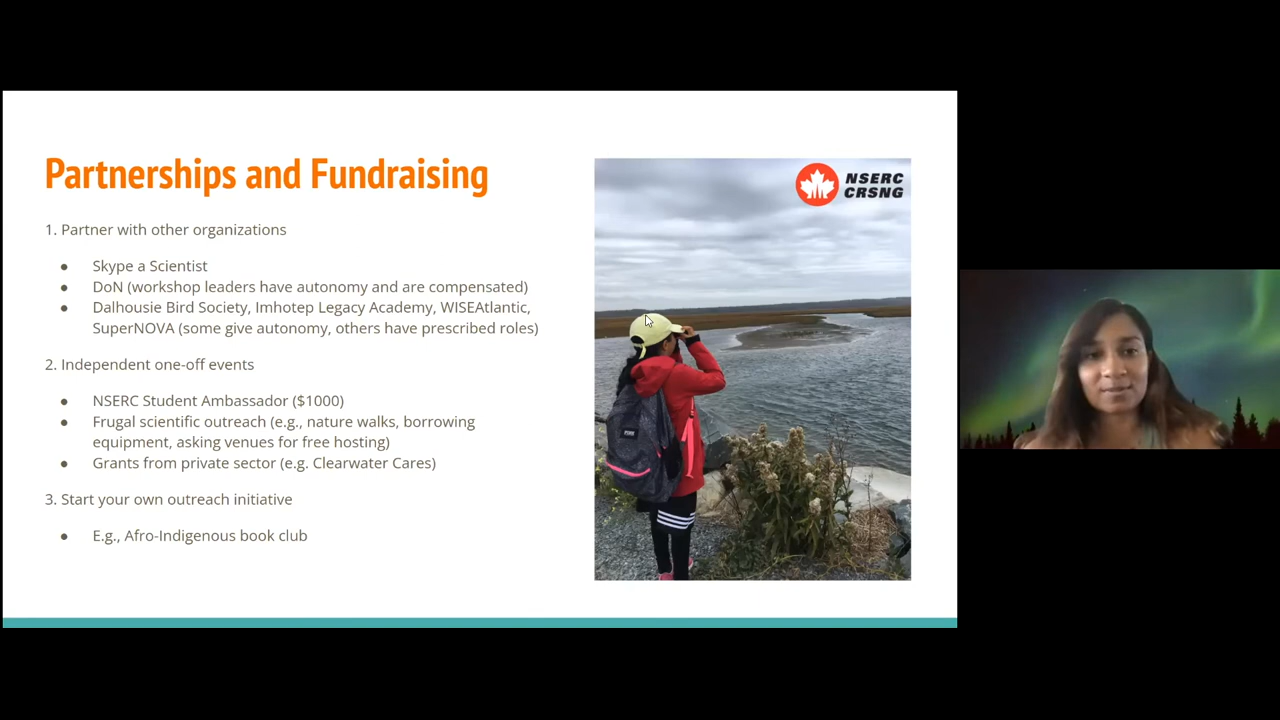 Partnerships and Fundraising
1. Partner with other organizations
● Skype a Scientist
● DoN (workshop leaders have autonomy and are compensated)
● Dalhousie Bird Society, Imhotep Legacy Academy, WISEAtlantic,
SuperNOVA (some give autonomy, others have prescribed roles)
2. Independent one-off events
● NSERC Student Ambassador ($1000)
● Frugal scientific outreach (e.g., nature walks, borrowing
equipment, asking venues for free hosting)
● Grants from private sector (e.g. Clearwater Cares)
3. Start your own outreach initiative
● E.g., Afro-Indigenous book club
NSERC
CRSNG